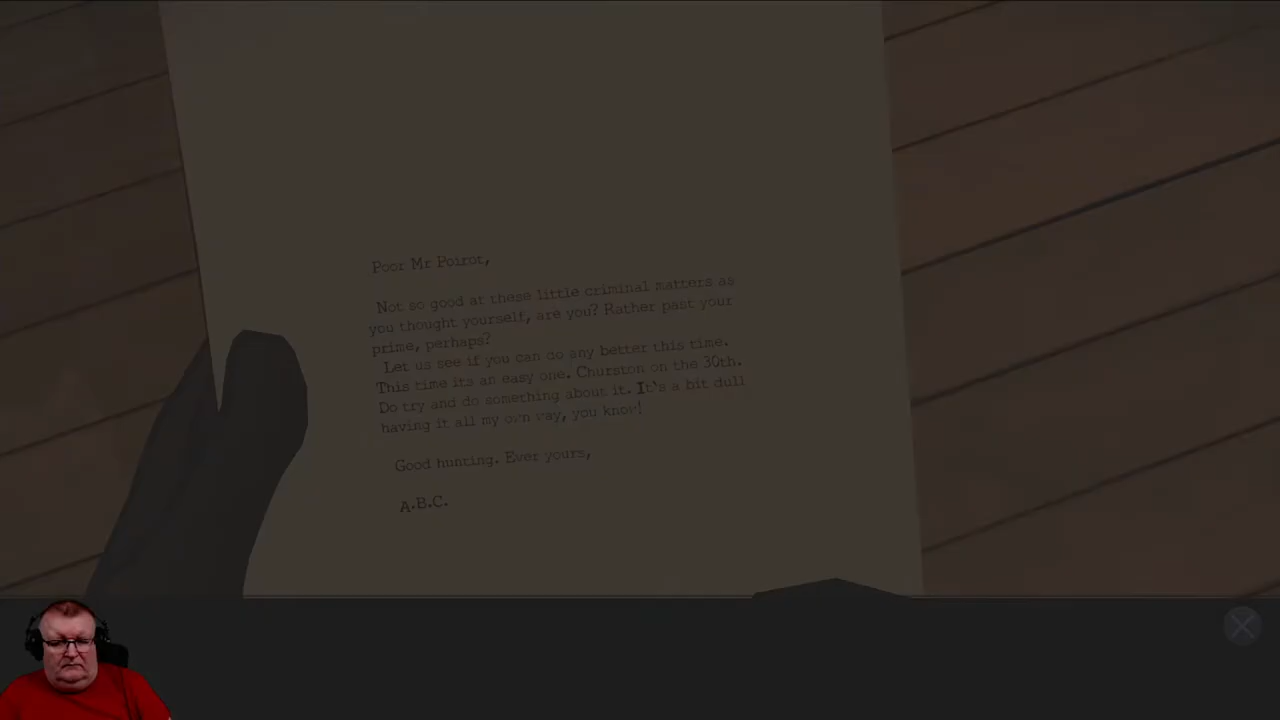 Poor Mr Poirot,
Not so good at these little criminal matters as
you thought yourself, are you? Rather past your
prime, perhaps?
Let us see if you can do any better this time.
This time its an easy one. Churston on the 30th.
Do try and do something about it. It's a bit dull
having it all my own way, you know!
Good hunting. Ever yours,
A.B.C.